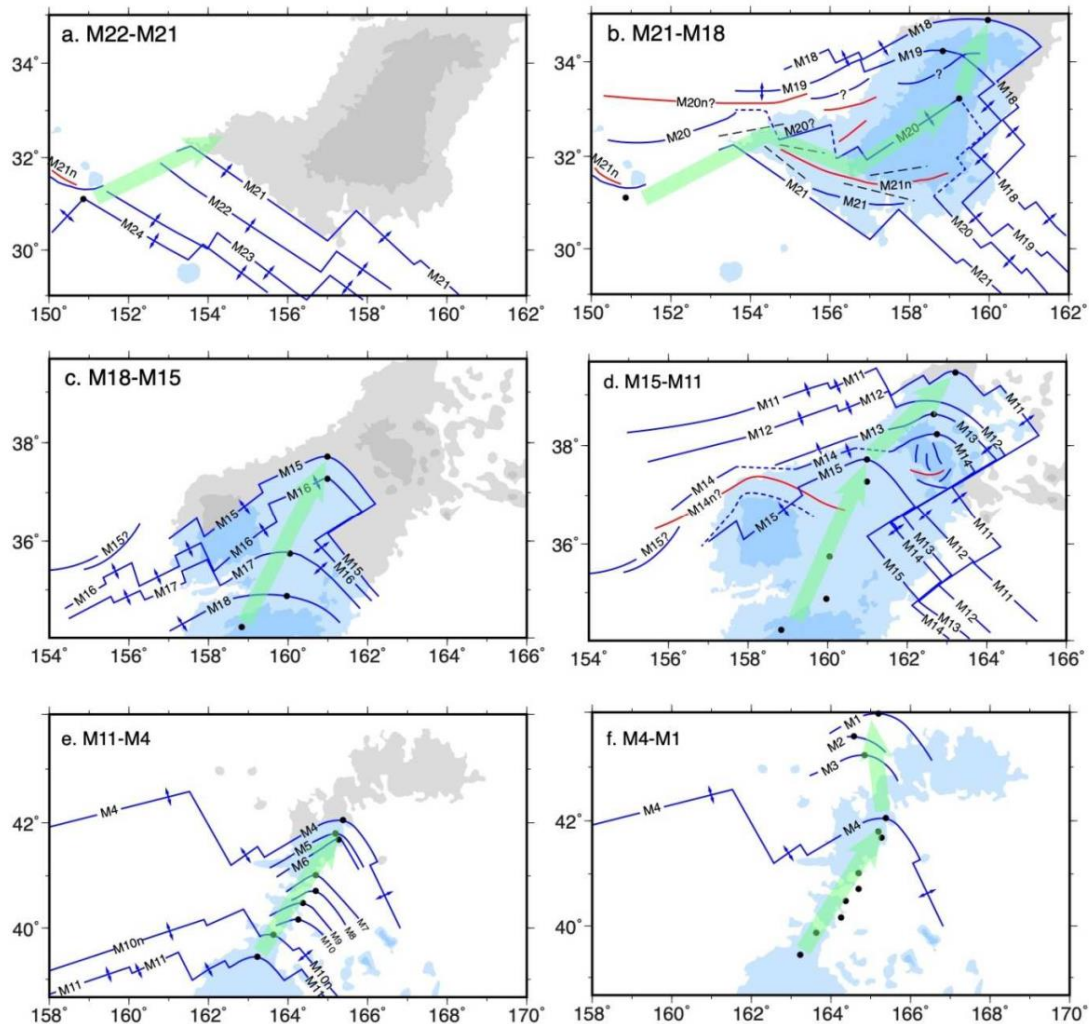 a. M22-M21
34°
32°
30°
M21n
M24
M23
M22
M21
M21
150° 152° 154° 156° 158° 160° 162°
b. M21-M18
34°
32°
30°
M18
M18
M19
M19
?
?
M20n?
M20
M20?
M20
M18
M21n
M21n
M21
M18
M20
M19
M21
150° 152° 154° 156° 158° 160° 162°
c. M18-M15
38°
36°
M15
M16
M15
M15?
M16
M17
M17
M16
M15
M16
M18
154° 156° 158° 160° 162° 164° 166°
d. M15-M11
38°
36°
M11
M11
M12
M12
M11
M13
M12
M13
M14
M14
M15
M14
M14n?
M15
M15?
M11
M12
M13
M14
M15
M11
M12
M13
M14
154° 156° 158° 160° 162° 164° 166°
e. M11-M4
42°
40°
M4
M4
M5
M6
M7
M8
M9
M10
M10n
M10n
M11
M11
M11
158° 160° 162° 164° 166° 168° 170°
f. M4-M1
42°
40°
M1
M2
M3
M4
M4
158° 160° 162° 164° 166° 168° 170°